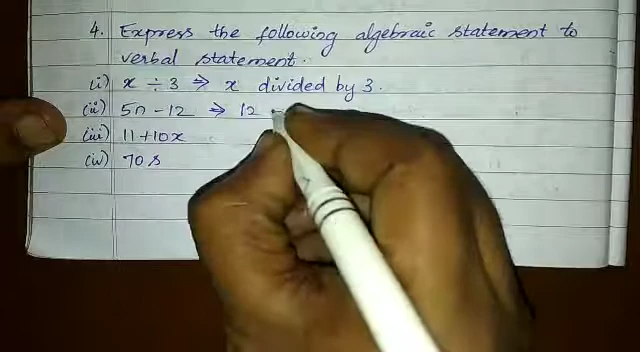 4. Express the following algebraic statement to
verbal statement.
(i) x ÷ 3 ⇒ x divided by 3.
(ii) 5n - 12 ⇒ 12
(iii) 11 + 10x
(iv) 70 s